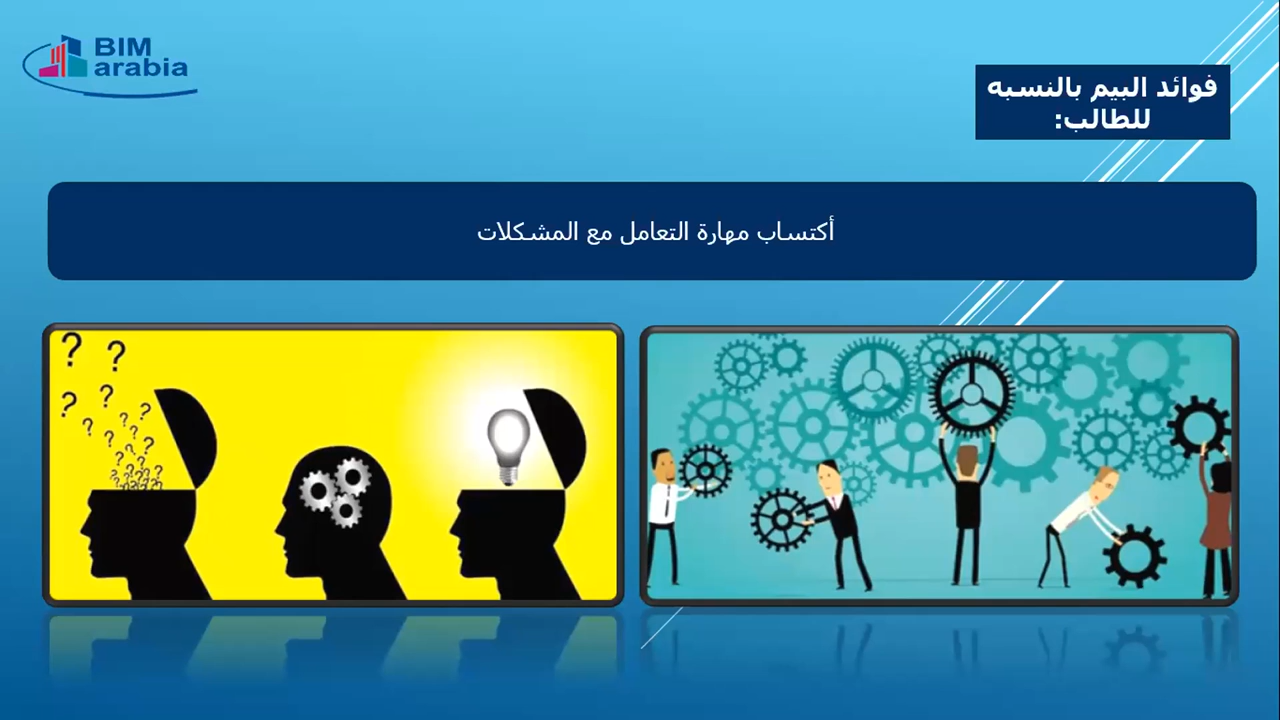 BIM
arabia
فوائد البيم بالنسبه
للطالب:
أكتساب مهارة التعامل مع المشكلات